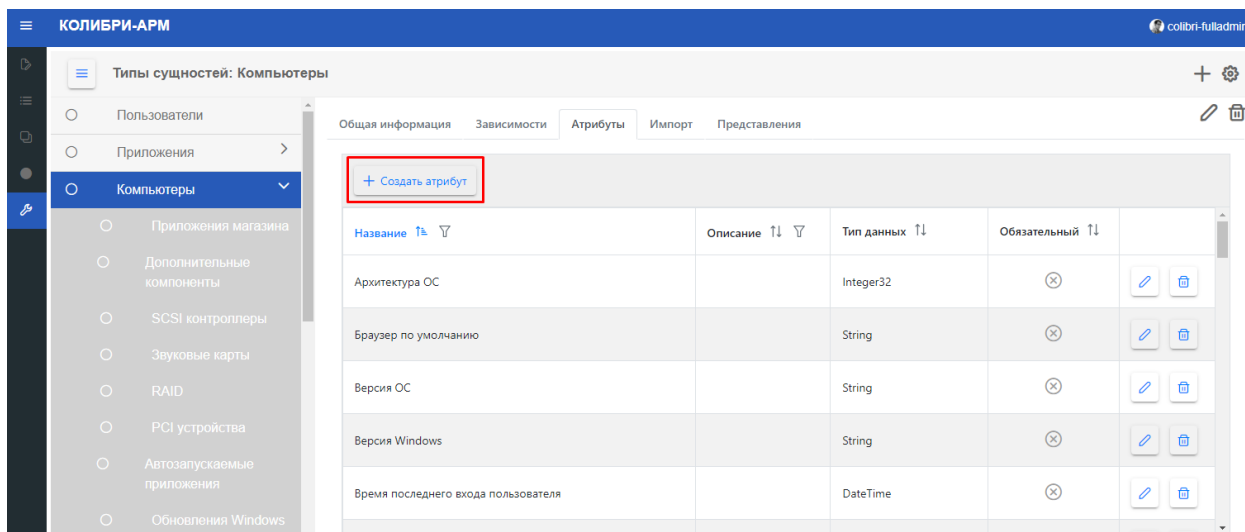 КОЛИБРИ-АРМ
colibri-fulladmin
Типы сущностей: Компьютеры
Пользователи
Приложения
Компьютеры
Приложения магазина
Дополнительные
компоненты
SCSI контроллеры
Звуковые карты
RAID
PCI устройства
Автозапускаемые
приложения
Обновления Windows
Общая информация Зависимости Атрибуты Импорт Представления
+ Создать атрибут
Название Описание Тип данных Обязательный
Архитектура ОС Integer32
Браузер по умолчанию String
Версия ОС String
Версия Windows String
Время последнего входа пользователя DateTime